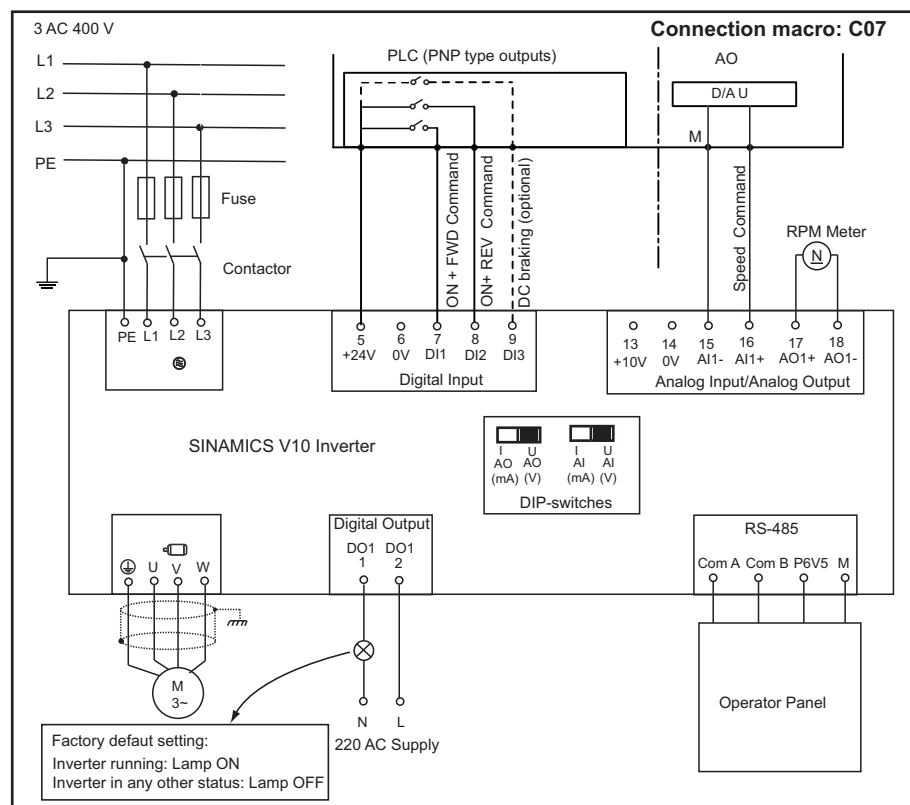 3 AC 400 V
Connection macro: C07
L1
L2
L3
PE
PLC (PNP type outputs)
AO
D/A U
M
Fuse
Contactor
ON + FWD Command
ON+ REV Command
DC braking (optional)
Speed Command
RPM Meter
N
PE L1 L2 L3
5 6 7 8 9
+24V 0V DI1 DI2 DI3
Digital Input
13 14 15 16 17 18
+10V 0V AI1- AI1+ AO1+ AO1-
Analog Input/Analog Output
SINAMICS V10 Inverter
I U I U
AO AO AI AI
(mA) (V) (mA) (V)
DIP-switches
U V W
Digital Output
DO1 DO1
1 2
RS-485
Com A Com B P6V5 M
M
3~
N L
220 AC Supply
Operator Panel
Factory defaut setting:
Inverter running: Lamp ON
Inverter in any other status: Lamp OFF